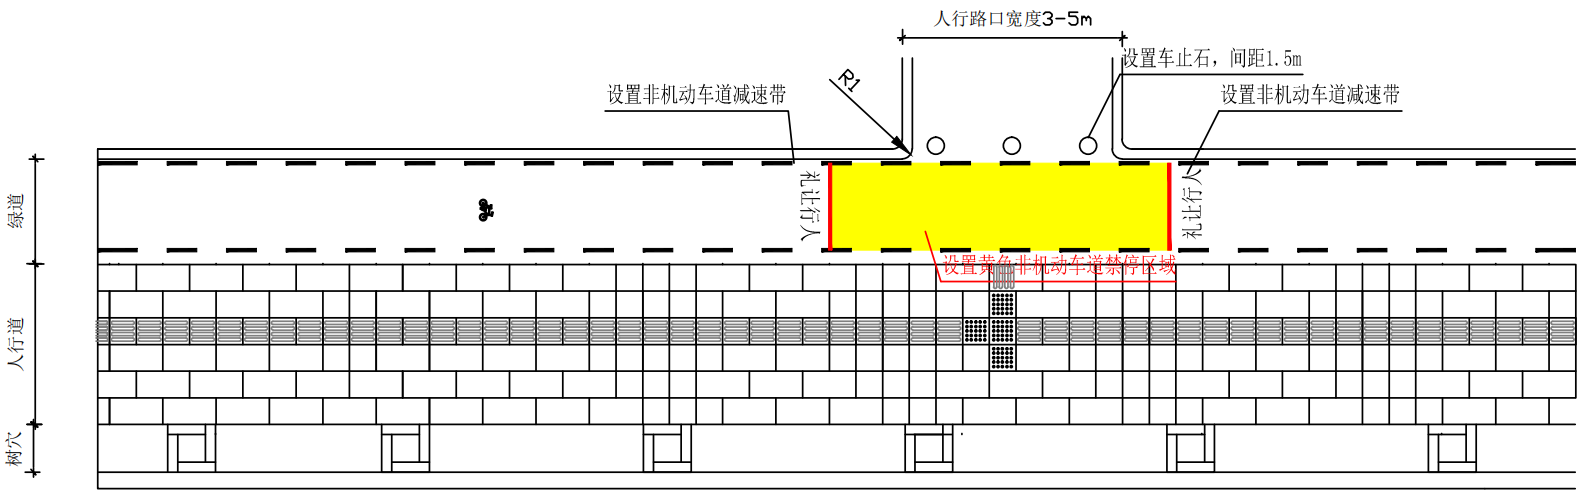 人行路口宽度3-5m
设置车止石，间距1.5m
R1
设置非机动车道减速带
设置非机动车道减速带
礼让行人
礼让行人
绿道
设置黄色非机动车道禁停区域
人行道
树穴